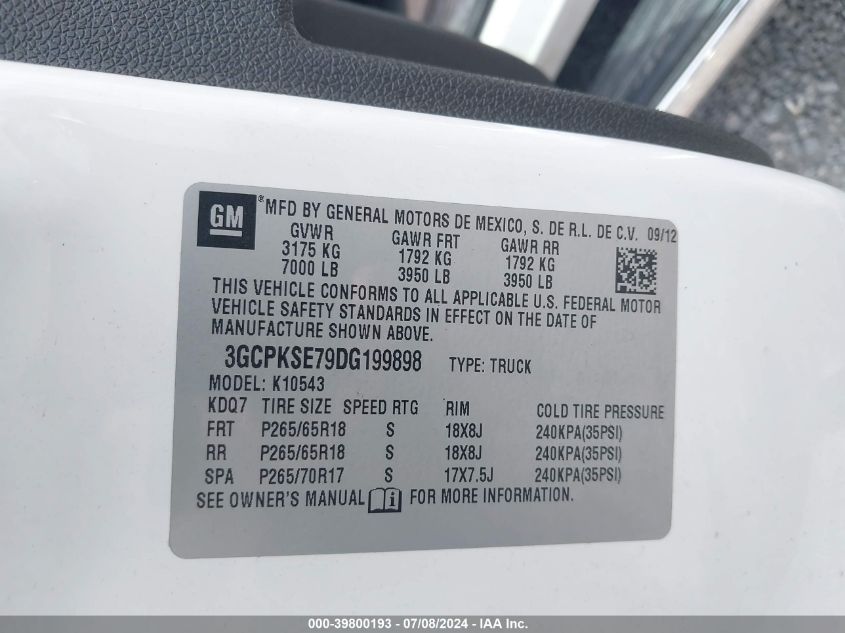 GM ® MFD BY GENERAL MOTORS DE MEXICO, S. DE R.L. DE C.V. 09/12
GVWR GAWR FRT GAWR RR
3175 KG 1792 KG 1792 KG
7000 LB 3950 LB 3950 LB
THIS VEHICLE CONFORMS TO ALL APPLICABLE U.S. FEDERAL MOTOR
VEHICLE SAFETY STANDARDS IN EFFECT ON THE DATE OF
MANUFACTURE SHOWN ABOVE.
3GCPKSE79DG199898 TYPE: TRUCK
MODEL: K10543
KDQ7 TIRE SIZE SPEED RTG RIM COLD TIRE PRESSURE
FRT P265/65R18 S 18X8J 240KPA(35PSI)
RR P265/65R18 S 18X8J 240KPA(35PSI)
SPA P265/70R17 S 17X7.5J 240KPA(35PSI)
SEE OWNER'S MANUAL i FOR MORE INFORMATION.
000-39800193 - 07/08/2024 - IAA Inc.